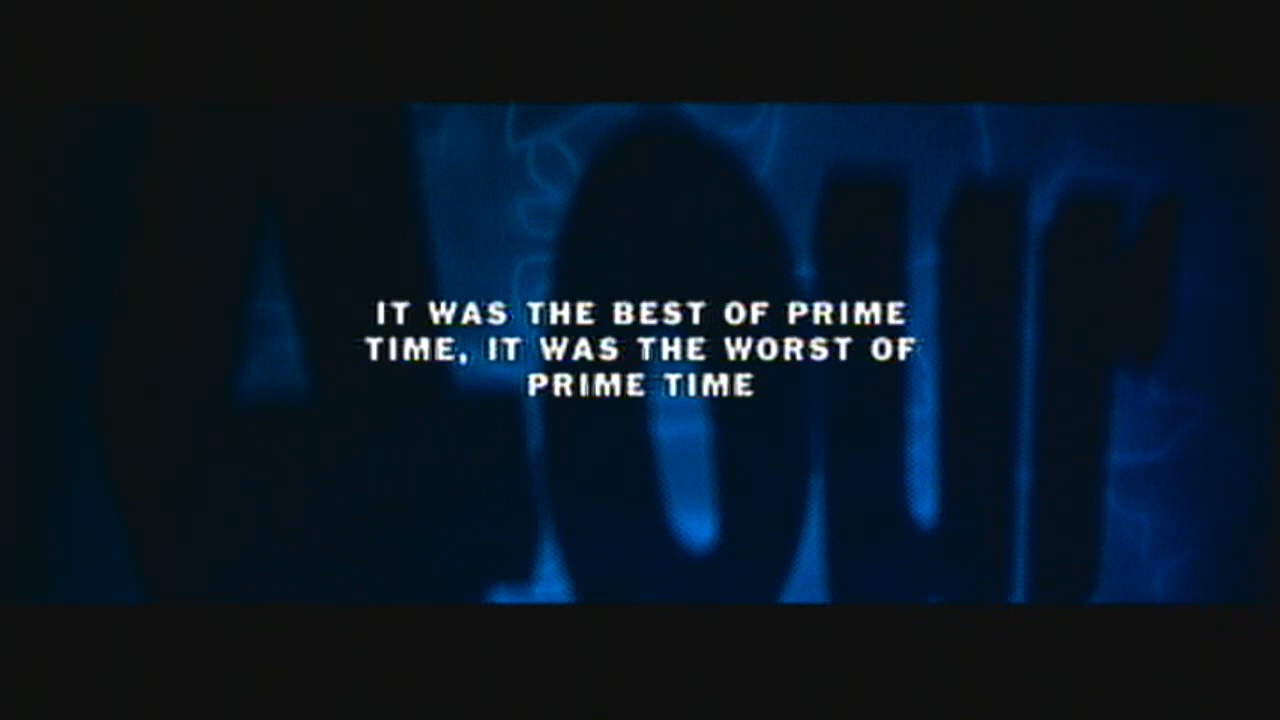 IT WAS THE BEST OF PRIME
TIME, IT WAS THE WORST OF
PRIME TIME